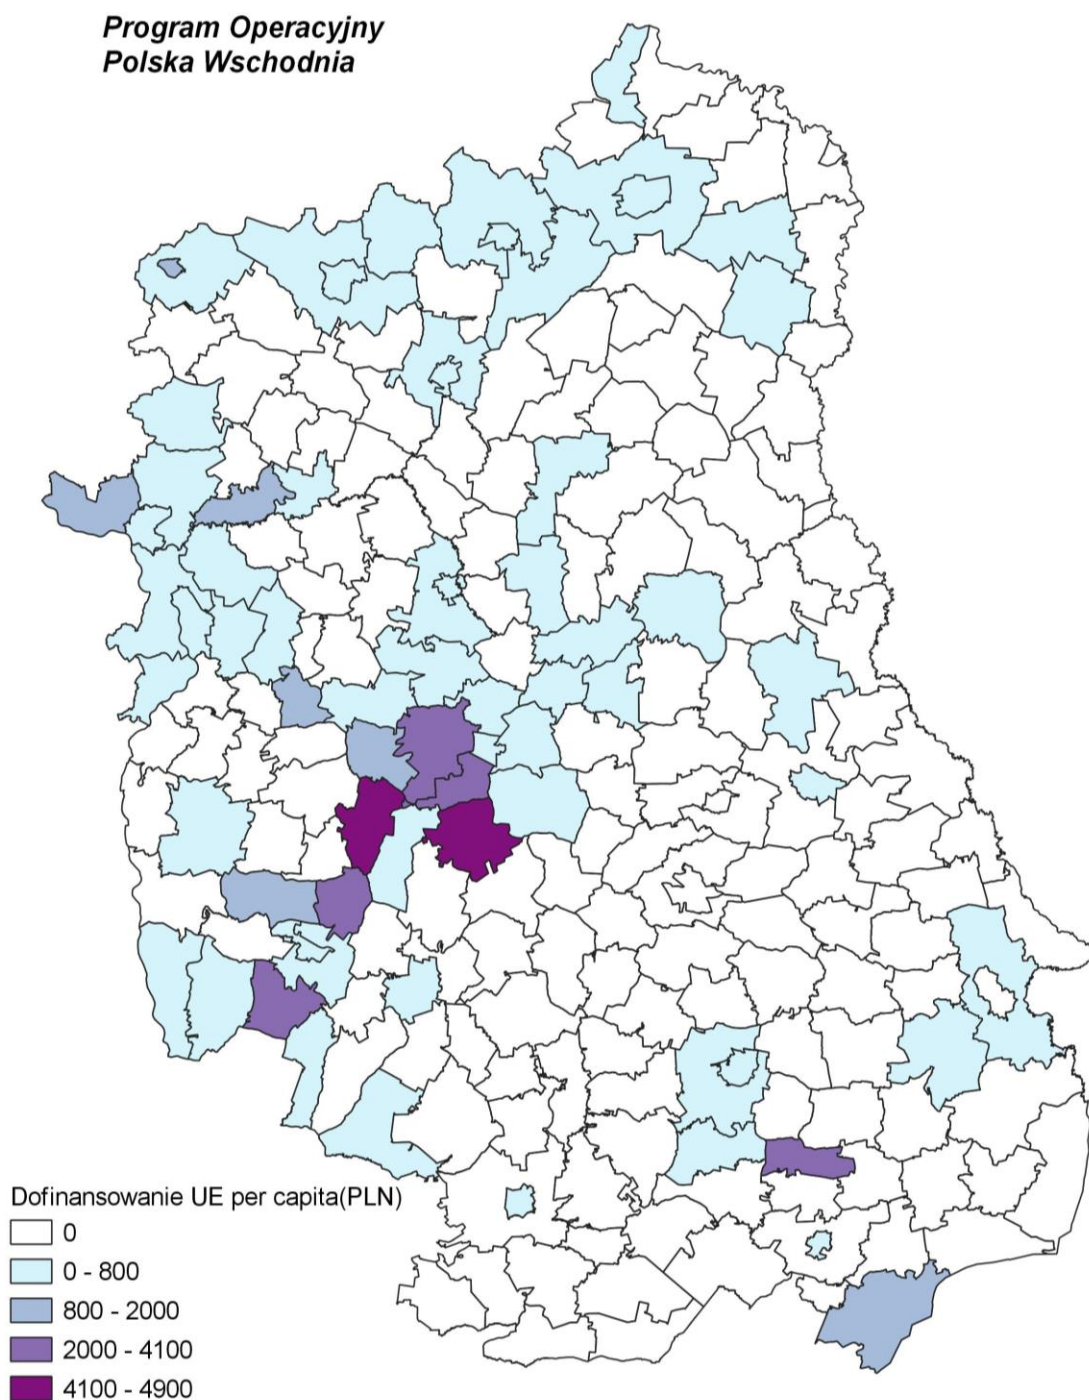 Program Operacyjny
Polska Wschodnia
Dofinansowanie UE per capita(PLN)
0
0 - 800
800 - 2000
2000 - 4100
4100 - 4900